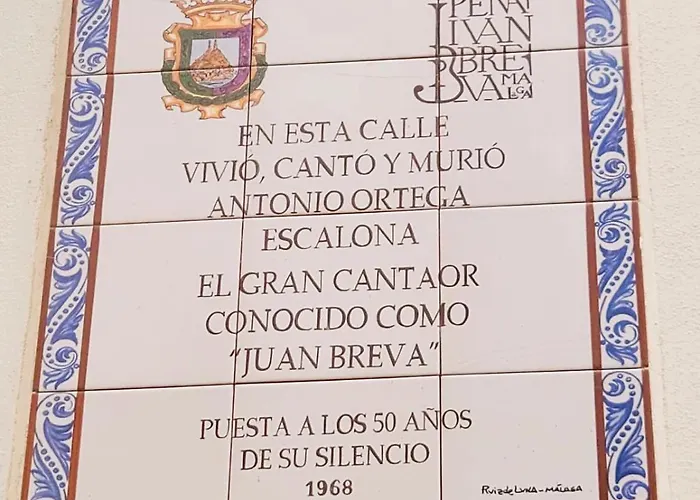 PEÑA
JUAN
BREVA
MALAGA
EN ESTA CALLE
VIVIÓ, CANTÓ Y MURIÓ
ANTONIO ORTEGA
ESCALONA
EL GRAN CANTAOR
CONOCIDO COMO
"JUAN BREVA"
PUESTA A LOS 50 AÑOS
DE SU SILENCIO
1968
Ruiz de Luna - MÁLAGA